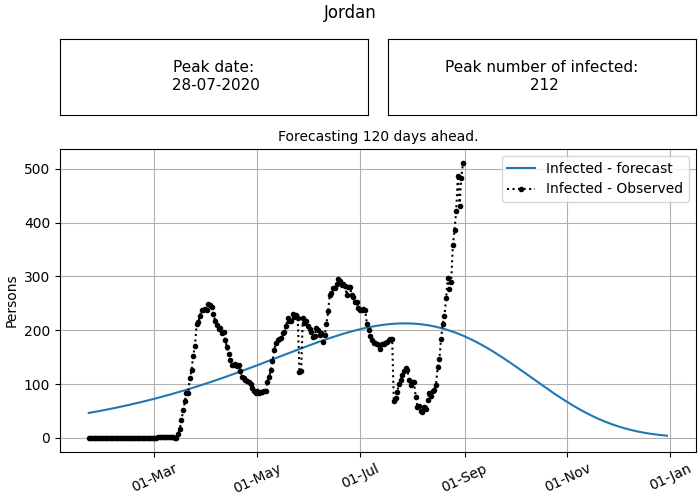 Jordan
Peak date:
28-07-2020
Peak number of infected:
212
Forecasting 120 days ahead.
Infected - forecast
Infected - Observed
Persons
500
400
300
200
100
0
01-Mar
01-May
01-Jul
01-Sep
01-Nov
01-Jan